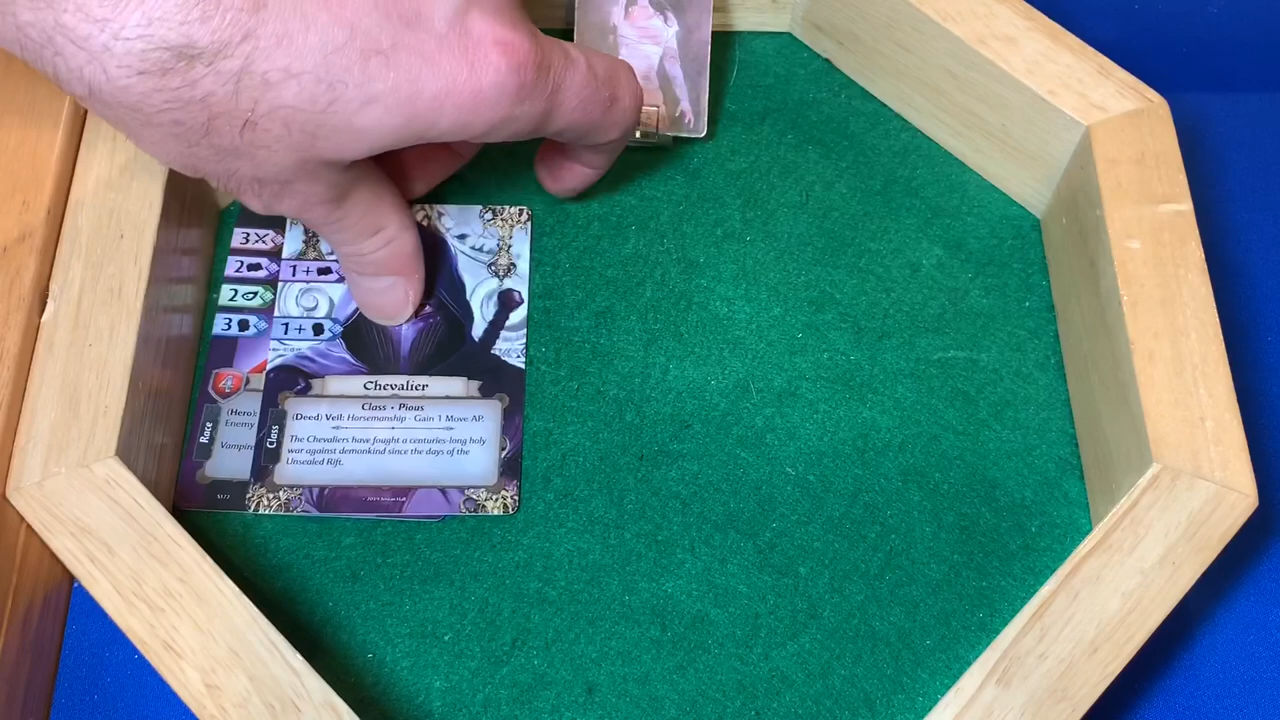 3
2
1+
2
3
1+
4
Chevalier
Class • Pious
(Hero):
Enemy
Vampire
Race
(Deed) Veil: Horsemanship - Gain 1 Move AP.
Class
The Chevaliers have fought a centuries-long holy
war against demonkind since the days of the
Unsealed Rift.